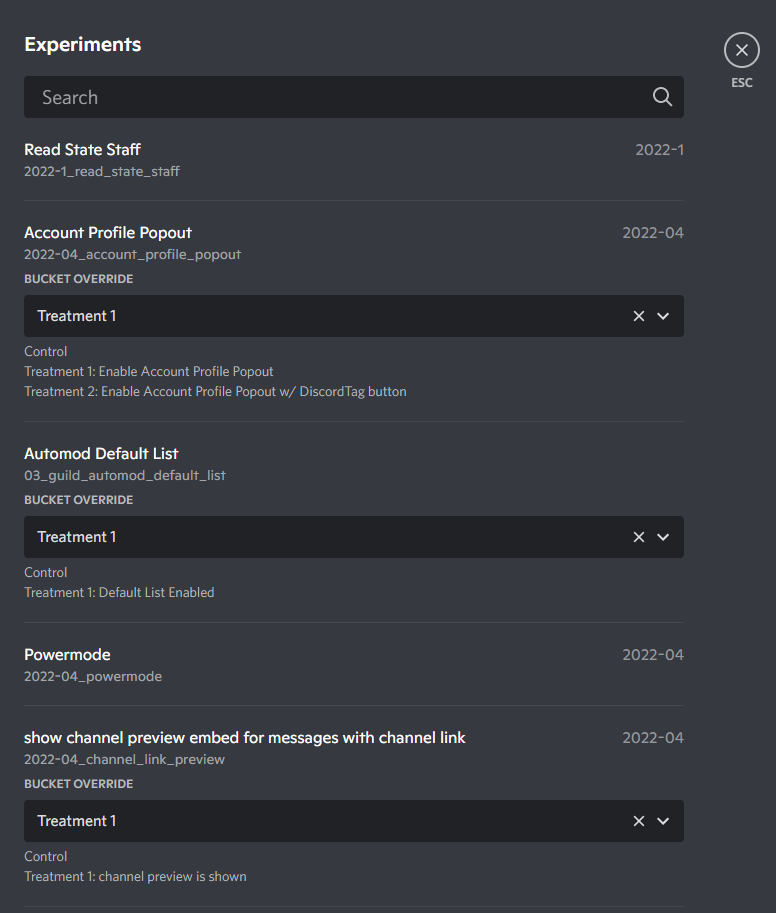 Experiments
ESC
Search
Read State Staff 2022-1
2022-1_read_state_staff
Account Profile Popout 2022-04
2022-04_account_profile_popout
BUCKET OVERRIDE
Treatment 1
Control
Treatment 1: Enable Account Profile Popout
Treatment 2: Enable Account Profile Popout w/ DiscordTag button
Automod Default List
03_guild_automod_default_list
BUCKET OVERRIDE
Treatment 1
Control
Treatment 1: Default List Enabled
Powermode 2022-04
2022-04_powermode
show channel preview embed for messages with channel link 2022-04
2022-04_channel_link_preview
BUCKET OVERRIDE
Treatment 1
Control
Treatment 1: channel preview is shown